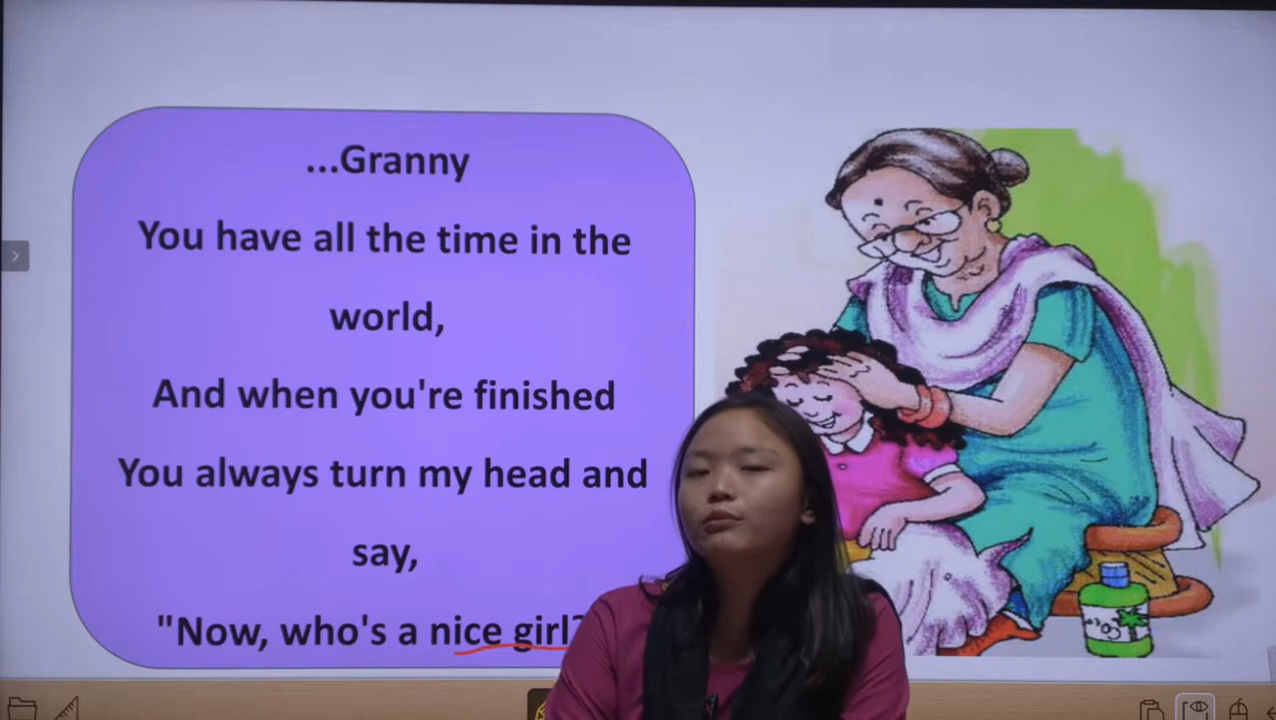 ...Granny
You have all the time in the
world,
And when you're finished
You always turn my head and
say,
"Now, who's a nice girl?